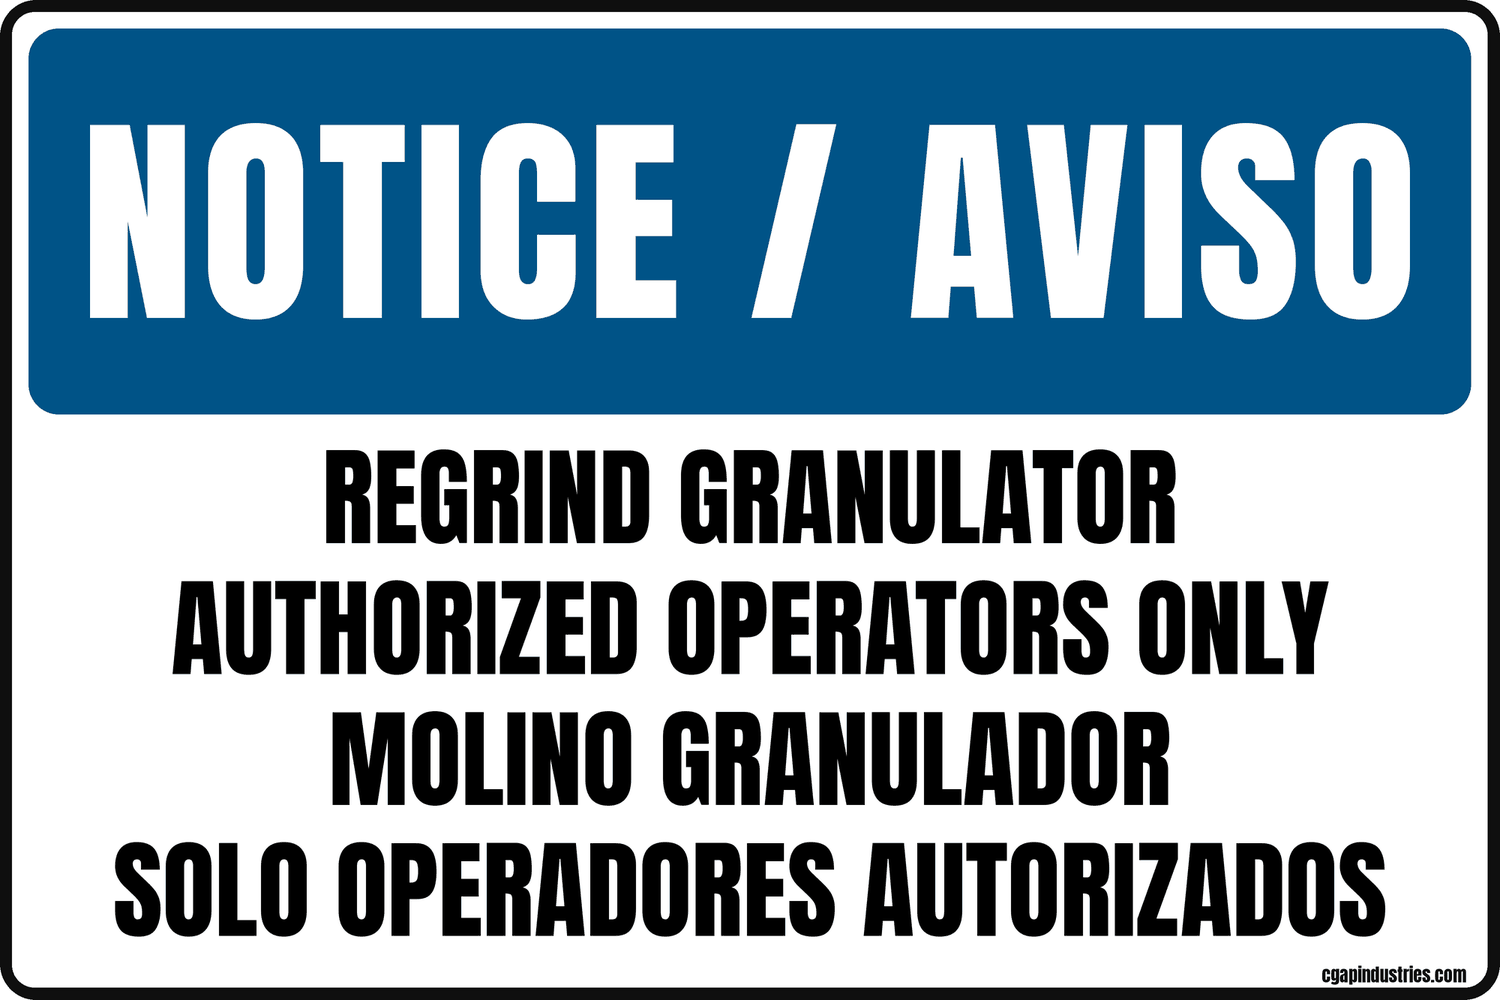 NOTICE / AVISO
REGRIND GRANULATOR
AUTHORIZED OPERATORS ONLY
MOLINO GRANULADOR
SOLO OPERADORES AUTORIZADOS
cgapindustries.com